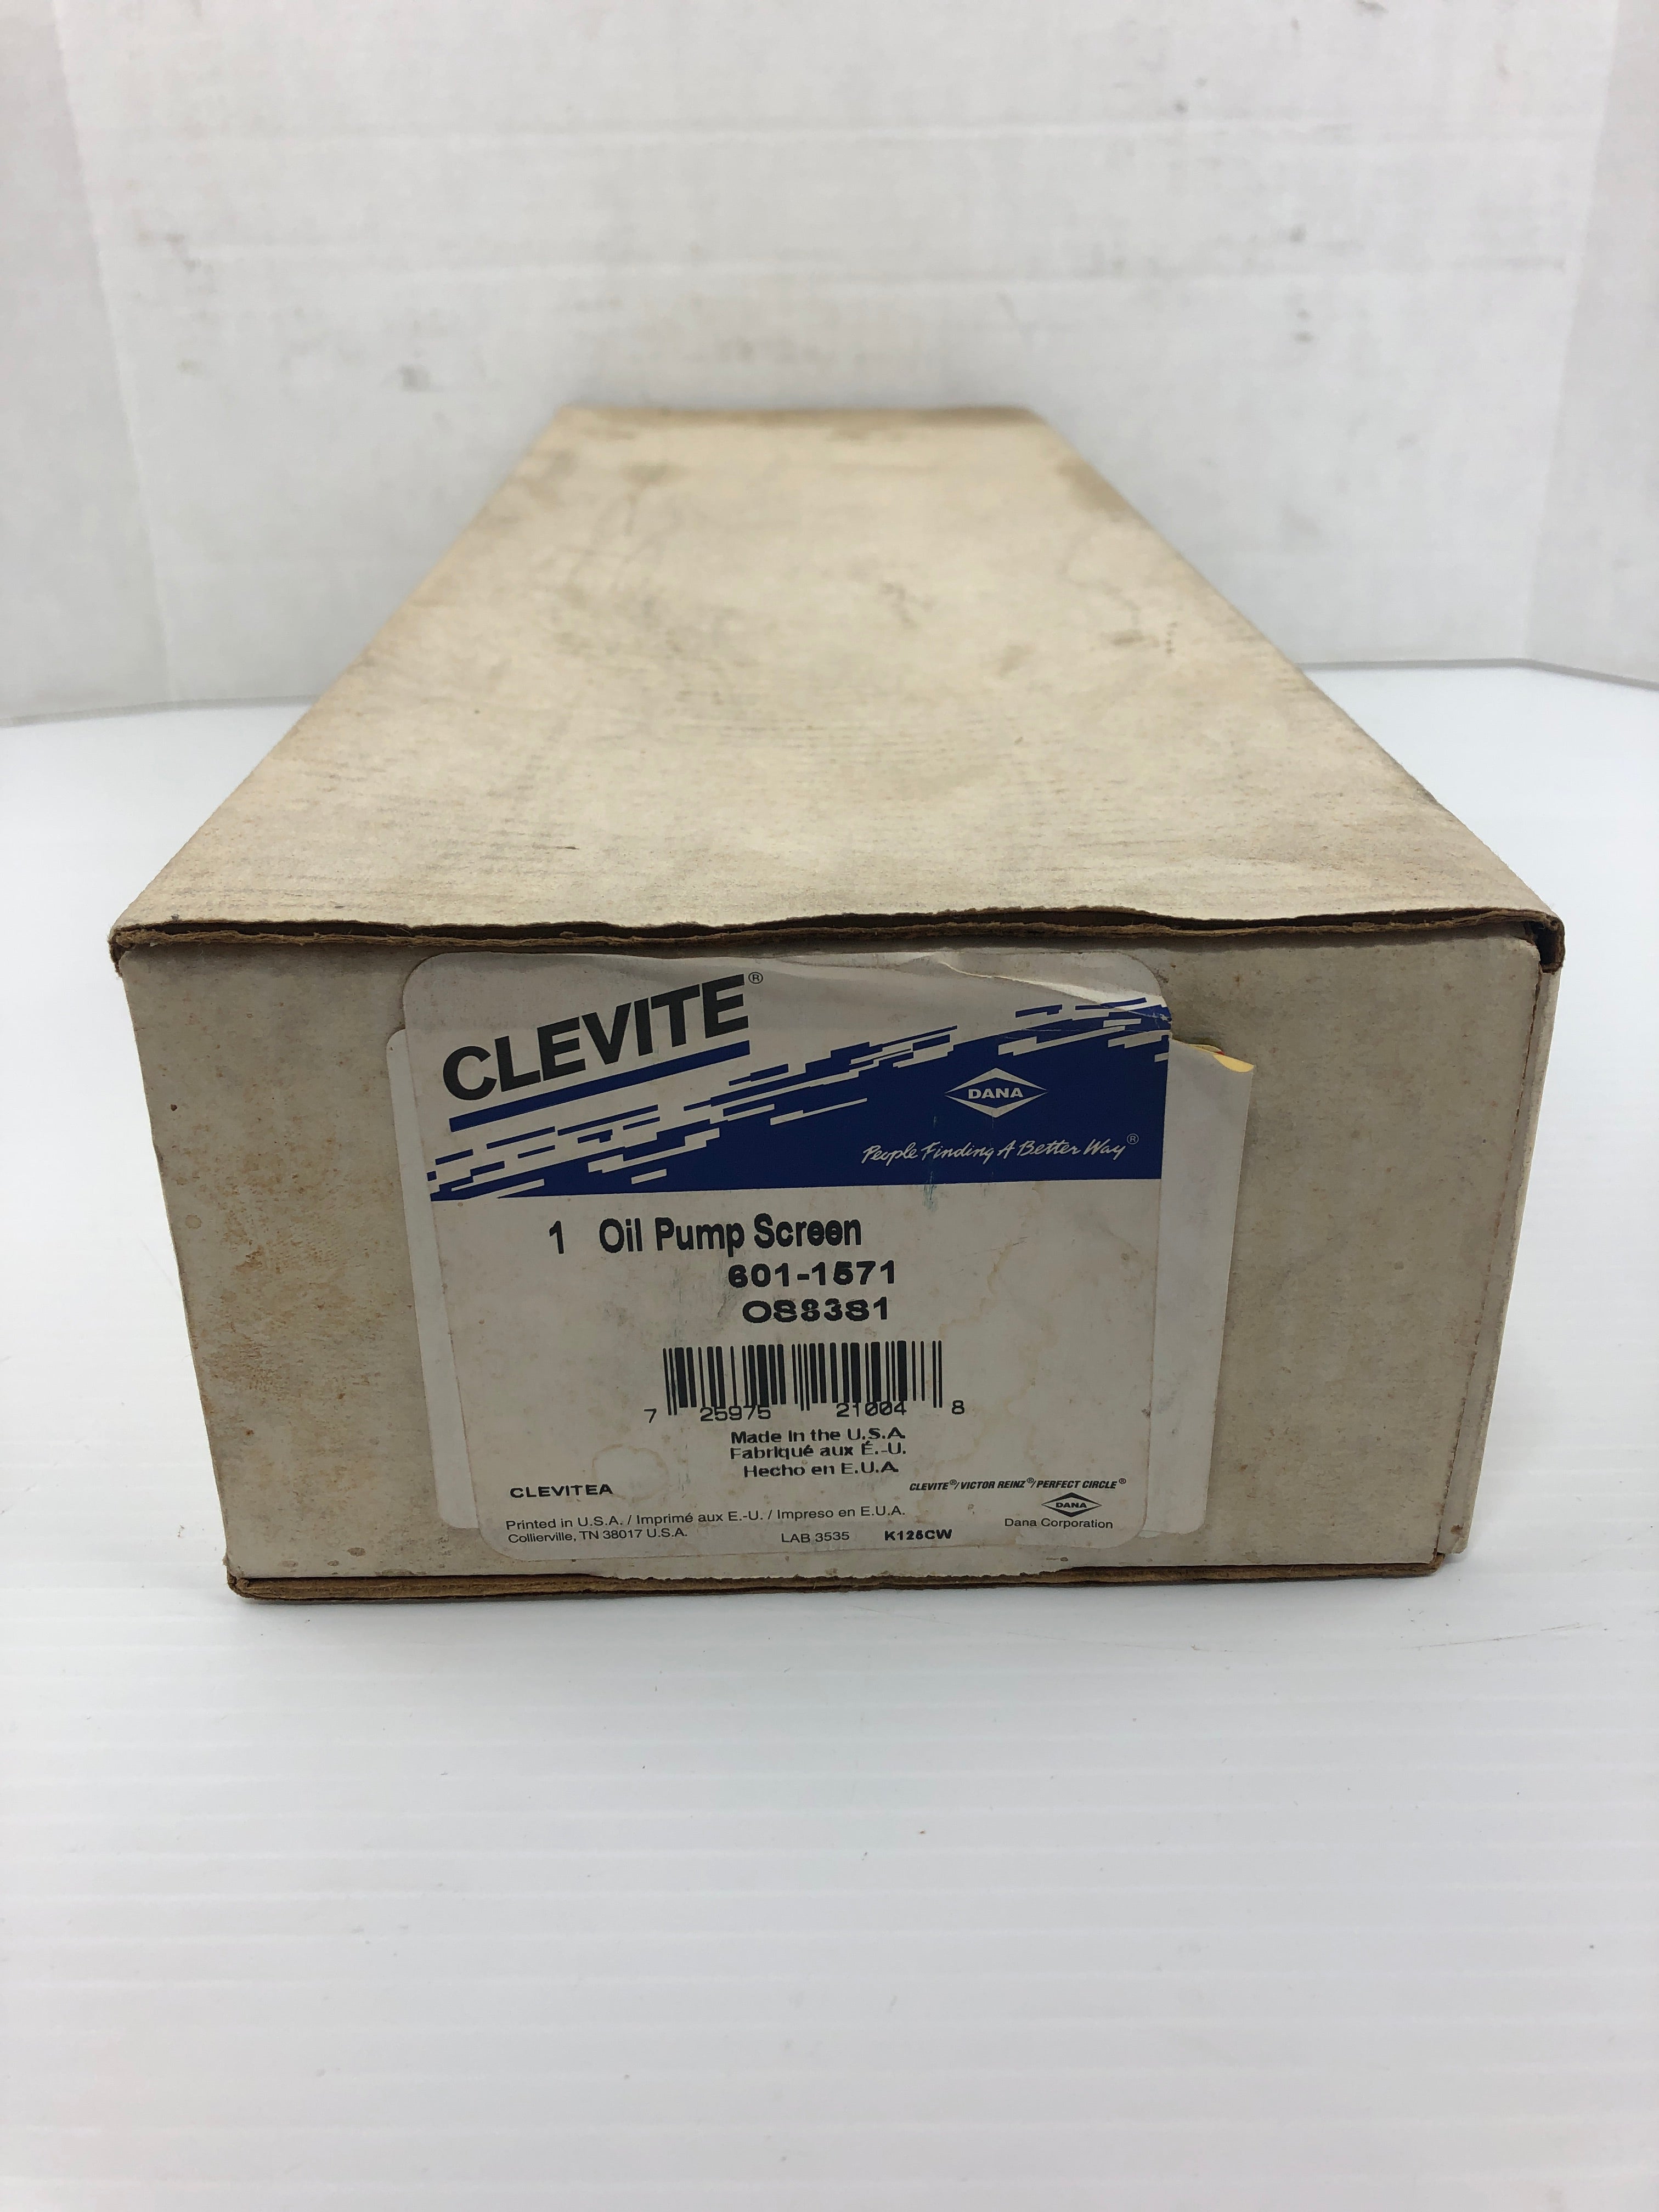 CLEVITE®
DANA
People Finding A Better Way®
1 Oil Pump Screen
601-1571
OS83S1
7 25975 21004 8
Made in the U.S.A.
Fabriqué aux É.-U.
Hecho en E.U.A.
CLEVITEA
CLEVITE®/VICTOR REINZ®/PERFECT CIRCLE®
DANA
Dana Corporation
Printed in U.S.A. / Imprimé aux E.-U. / Impreso en E.U.A.
Collierville, TN 38017 U.S.A.
LAB 3535 K125CW